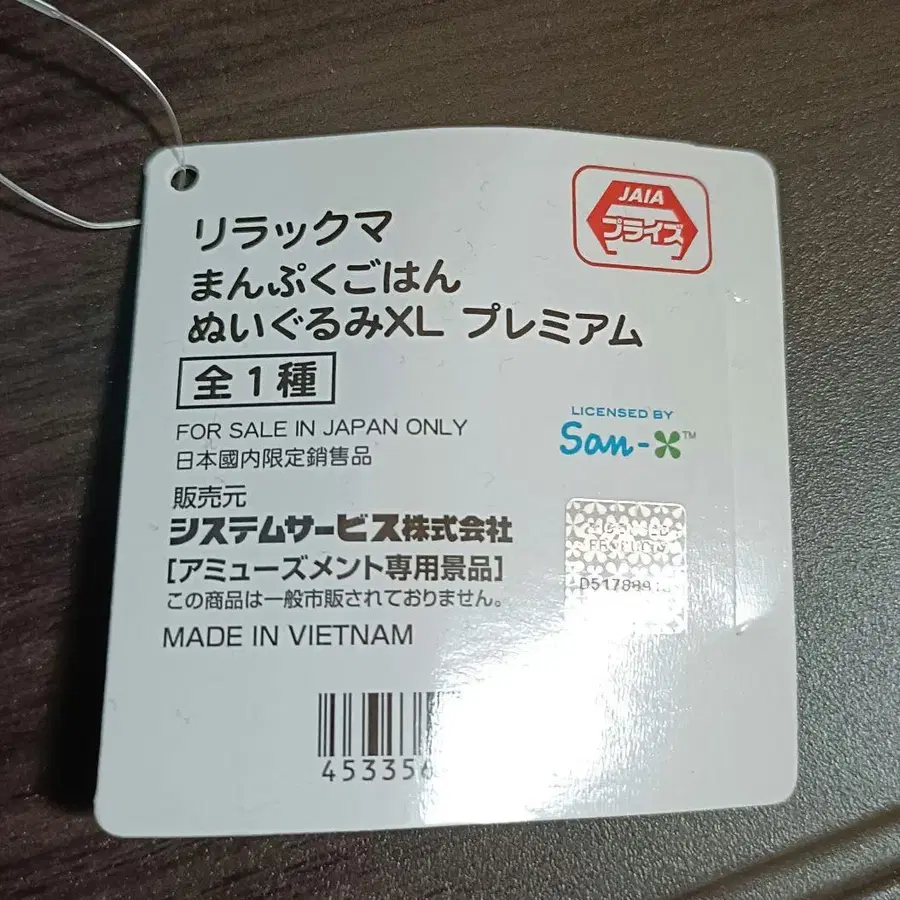 リラックマ
まんぷくごはん
ぬいぐるみXL プレミアム
全1種
JAIA
プライズ
FOR SALE IN JAPAN ONLY
日本國内限定銷售品
LICENSED BY
San-x™
販売元
システムサービス株式会社
[アミューズメント専用景品]
この商品は一般市販されておりません。
MADE IN VIETNAM
453356